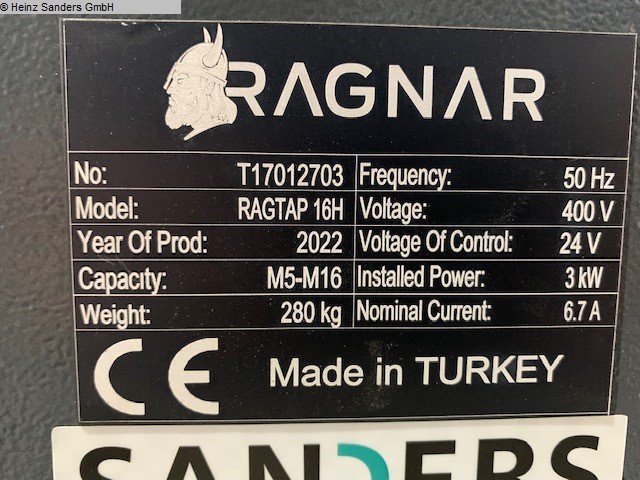 © Heinz Sanders GmbH
RAGNAR
No: T17012703 Frequency: 50 Hz
Model: RAGTAP 16H Voltage: 400 V
Year Of Prod: 2022 Voltage Of Control: 24 V
Capacity: M5-M16 Installed Power: 3 kW
Weight: 280 kg Nominal Current: 6.7 A
CE Made in TURKEY
SANDERS